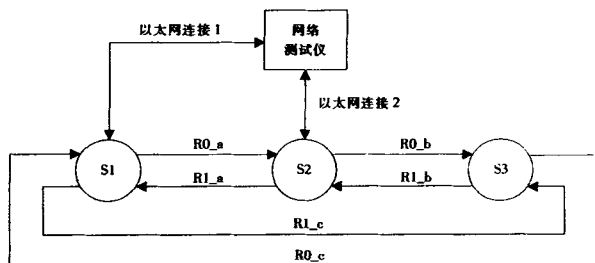 以太网连接 1
网络
测试仪
以太网连接 2
S1
R0_a
R1_a
S2
R0_b
R1_b
S3
R1_c
R0_c